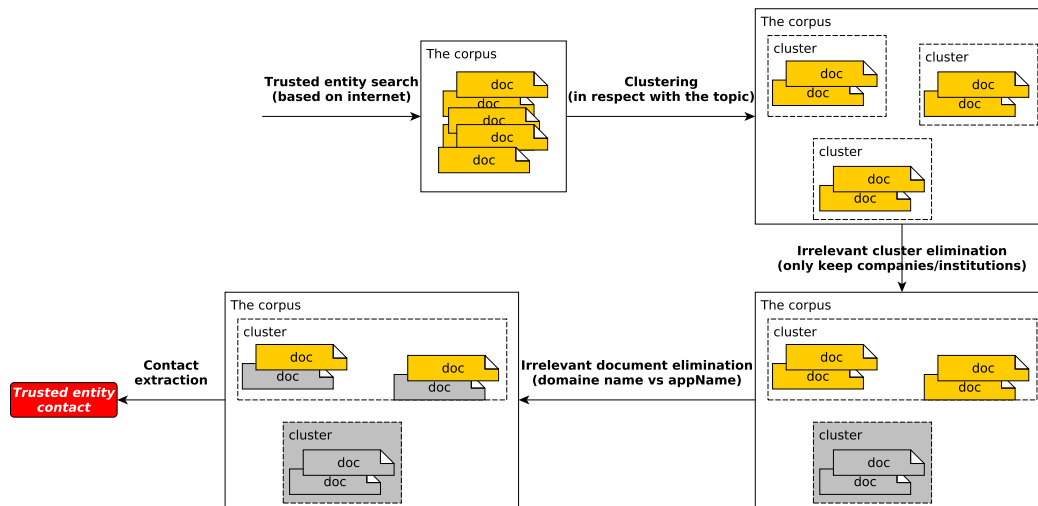 Trusted entity search
(based on internet)
The corpus
doc
doc
doc
doc
doc
Clustering
(in respect with the topic)
The corpus
cluster
doc
doc
cluster
doc
doc
cluster
doc
doc
Irrelevant cluster elimination
(only keep companies/institutions)
The corpus
cluster
doc
doc
doc
doc
cluster
doc
doc
Irrelevant document elimination
(domaine name vs appName)
The corpus
cluster
doc
doc
doc
doc
cluster
doc
doc
Contact
extraction
Trusted entity
contact